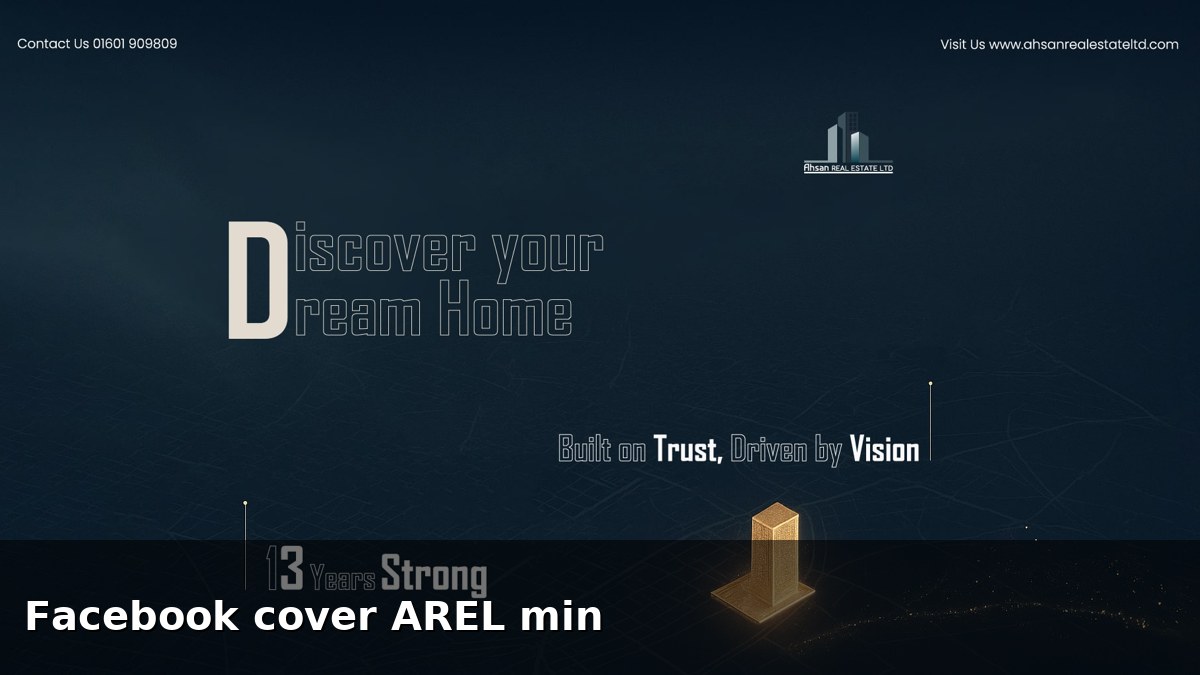 Contact Us 01601 909809
Visit Us www.ahsanrealestateltd.com
Ahsan REAL ESTATE LTD
Discover your
Dream Home
Built on Trust, Driven by Vision
13 Years Strong
Facebook cover AREL min